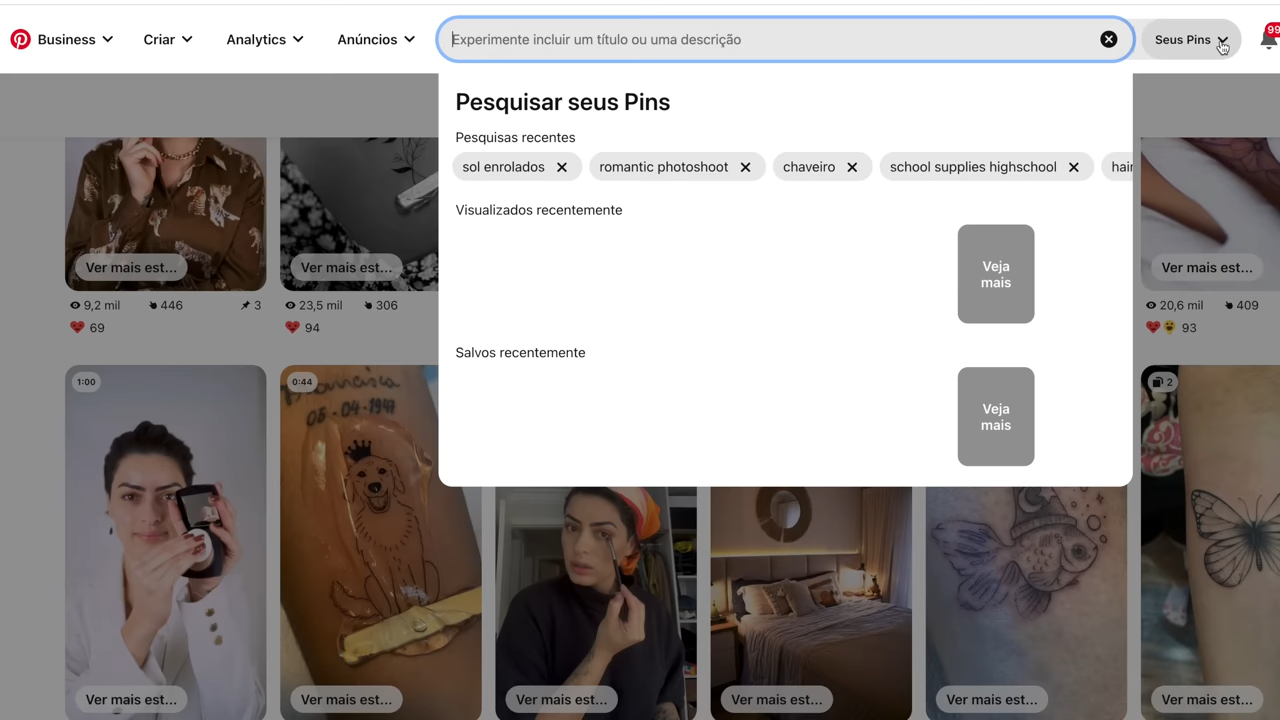 Business Criar Analytics Anúncios Experimente incluir um título ou uma descrição Seus Pins 99
Pesquisar seus Pins
Pesquisas recentes
sol enrolados romantic photoshoot chaveiro school supplies highschool hair
Visualizados recentemente
Veja
mais
Salvos recentemente
Veja
mais
Ver mais est... Ver mais est... Ver mais est...
9,2 mil 446 3 23,5 mil 306 20,6 mil 409
69 94 93
1:00 0:44 2
Francisca
05-04-1947
Ver mais est... Ver mais est... Ver mais est... Ver mais est... Ver mais est... Ver mais est...